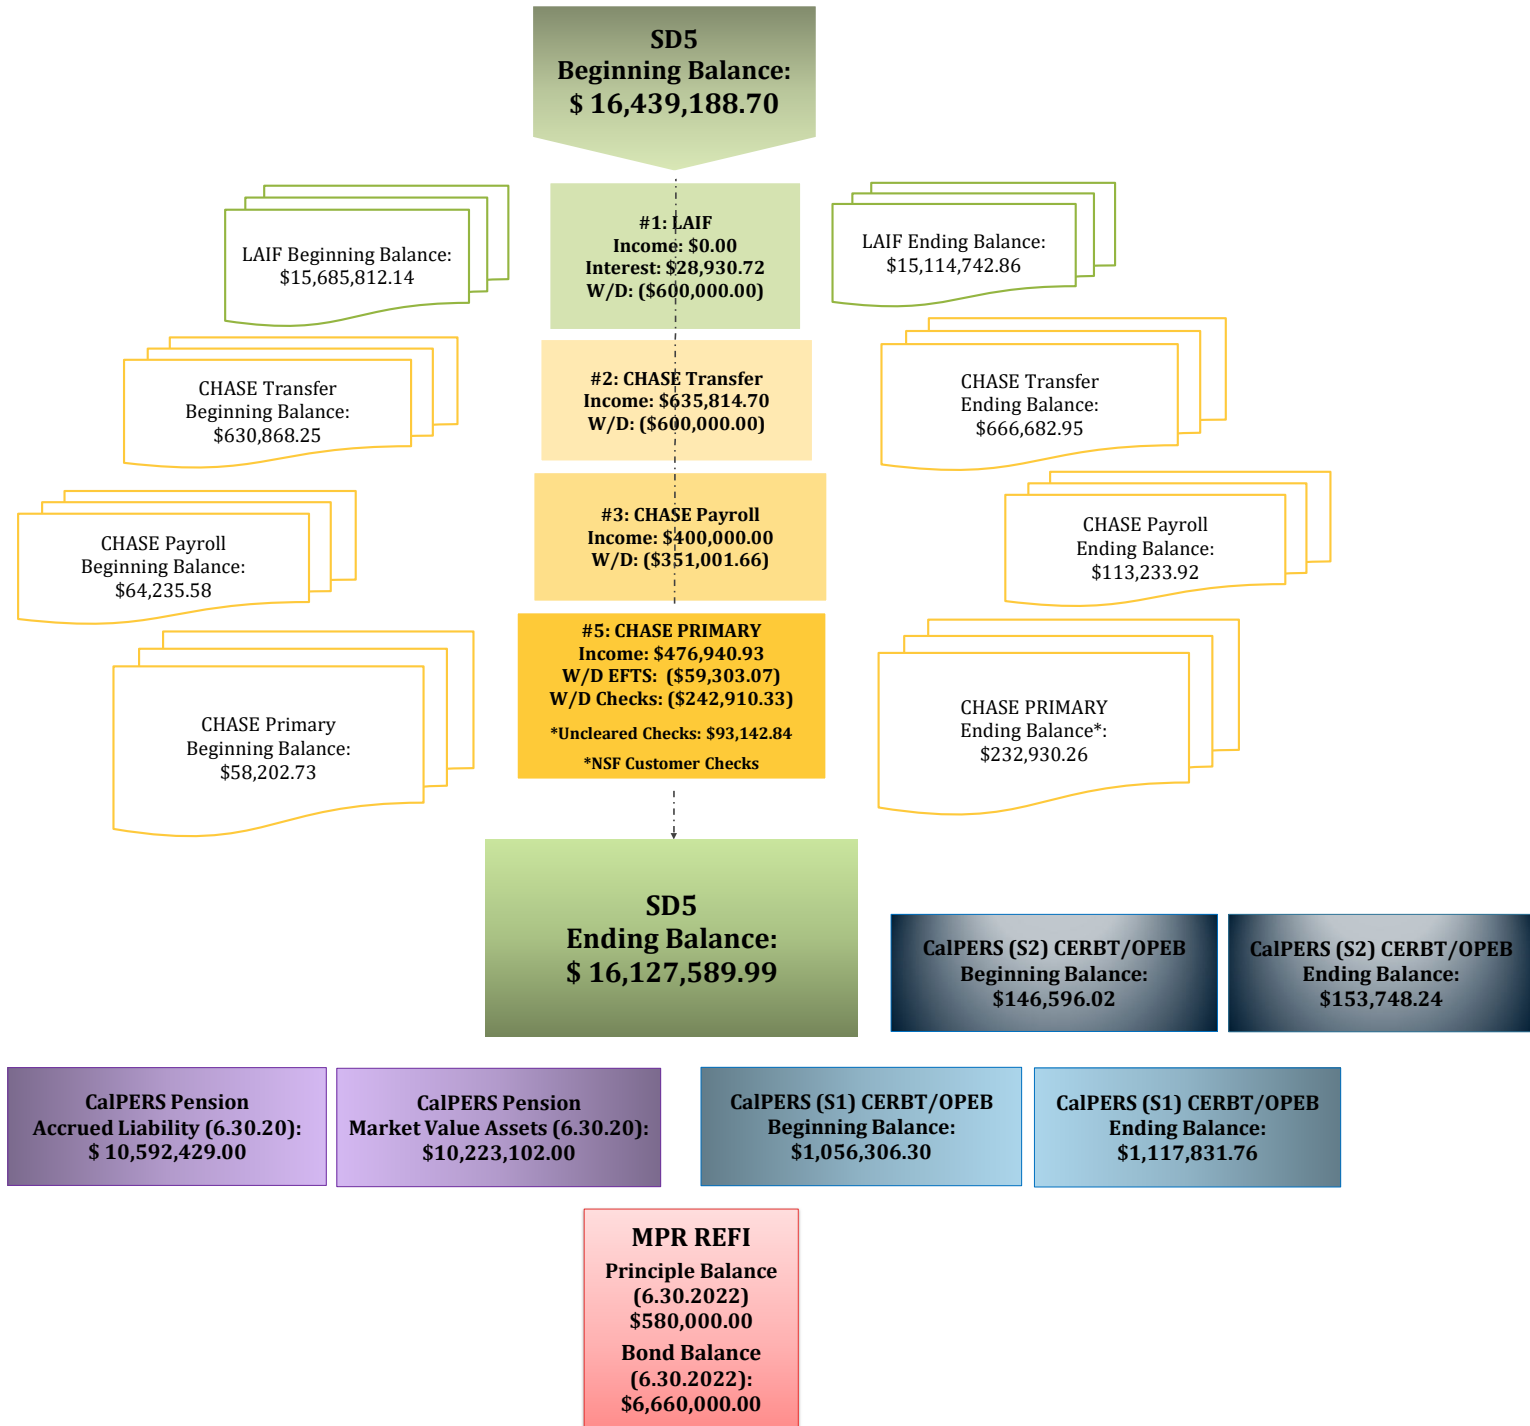 SD5
Beginning Balance:
$ 16,439,188.70
LAIF Beginning Balance:
$15,685,812.14
#1: LAIF
Income: $0.00
Interest: $28,930.72
W/D: ($600,000.00)
LAIF Ending Balance:
$15,114,742.86
CHASE Transfer
Beginning Balance:
$630,868.25
#2: CHASE Transfer
Income: $635,814.70
W/D: ($600,000.00)
CHASE Transfer
Ending Balance:
$666,682.95
CHASE Payroll
Beginning Balance:
$64,235.58
#3: CHASE Payroll
Income: $400,000.00
W/D: ($351,001.66)
CHASE Payroll
Ending Balance:
$113,233.92
CHASE Primary
Beginning Balance:
$58,202.73
#5: CHASE PRIMARY
Income: $476,940.93
W/D EFTS:  ($59,303.07)
W/D Checks: ($242,910.33)
*Uncleared Checks: $93,142.84
*NSF Customer Checks
CHASE PRIMARY
Ending Balance*:
$232,930.26
SD5
Ending Balance:
$ 16,127,589.99
CalPERS (S2) CERBT/OPEB
Beginning Balance:
$146,596.02
CalPERS (S2) CERBT/OPEB
Ending Balance:
$153,748.24
CalPERS Pension
Accrued Liability (6.30.20):
$ 10,592,429.00
CalPERS Pension
Market Value Assets (6.30.20):
$10,223,102.00
CalPERS (S1) CERBT/OPEB
Beginning Balance:
$1,056,306.30
CalPERS (S1) CERBT/OPEB
Ending Balance:
$1,117,831.76
MPR REFI
Principle Balance
(6.30.2022)
$580,000.00
Bond Balance
(6.30.2022):
$6,660,000.00